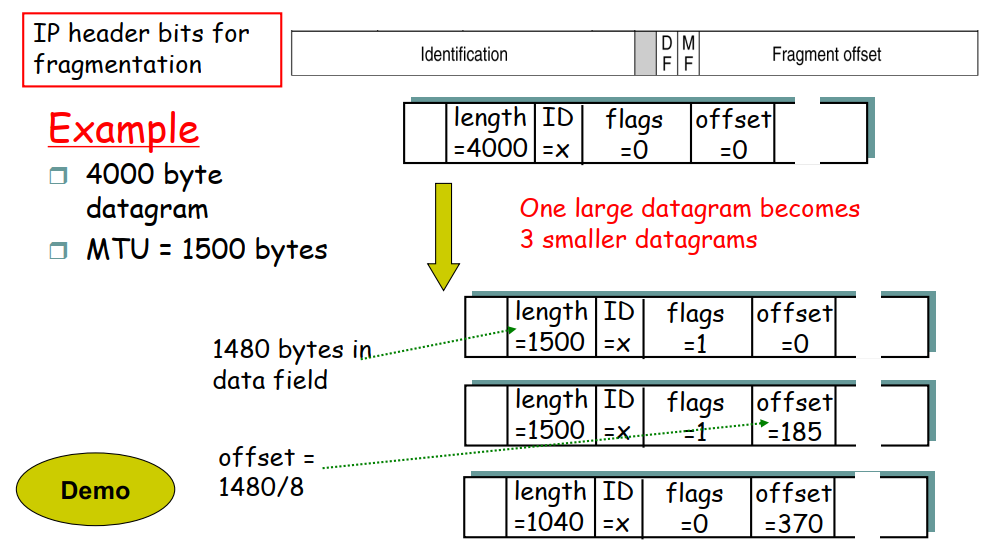 IP header bits for
fragmentation
Identification
D
F
M
F
Fragment offset
Example
4000 byte
datagram
MTU = 1500 bytes
length
=4000
ID
=x
flags
=0
offset
=0
One large datagram becomes
3 smaller datagrams
length
=1500
ID
=x
flags
=1
offset
=0
1480 bytes in
data field
length
=1500
ID
=x
flags
=1
offset
=185
offset =
1480/8
Demo
length
=1040
ID
=x
flags
=0
offset
=370